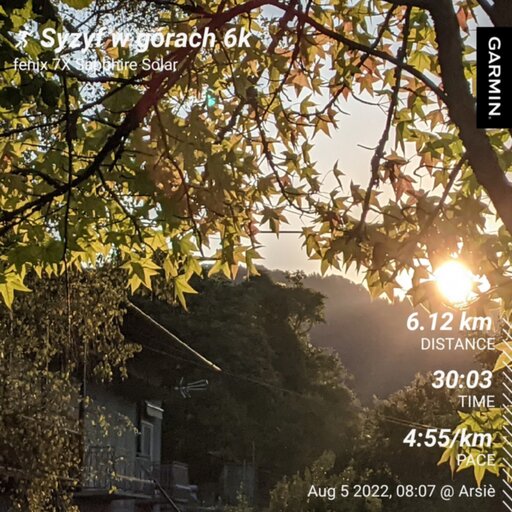 Syzyf w górach 6k
fenix 7X Sapphire Solar
GARMIN
6.12 km
DISTANCE
30:03
TIME
4:55/km
PACE
Aug 5 2022, 08:07 @ Arsiè